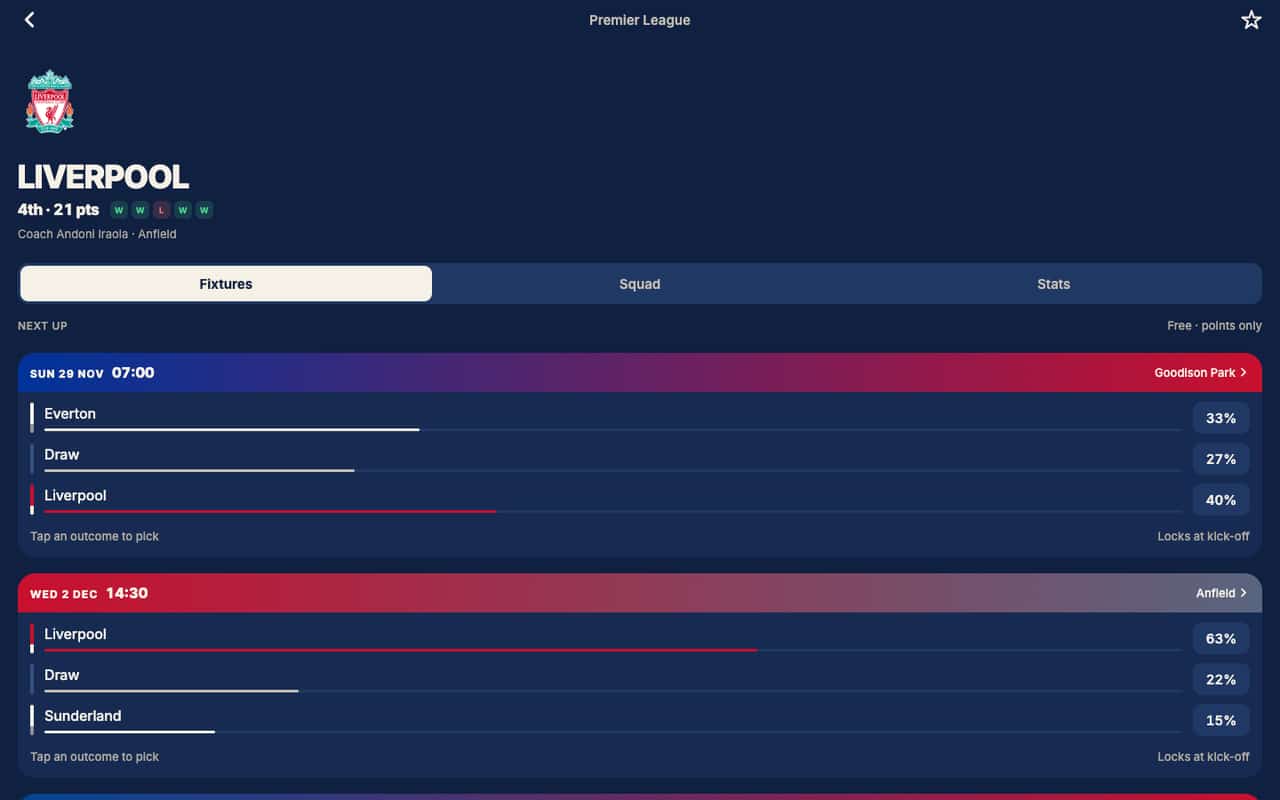 Premier League
LIVERPOOL
LIVERPOOL
4th · 21 pts W W L W W
Coach Andoni Iraola · Anfield
Fixtures Squad Stats
NEXT UP Free · points only
SUN 29 NOV 07:00 Goodison Park
Everton 33%
Draw 27%
Liverpool 40%
Tap an outcome to pick Locks at kick-off
WED 2 DEC 14:30 Anfield
Liverpool 63%
Draw 22%
Sunderland 15%
Tap an outcome to pick Locks at kick-off